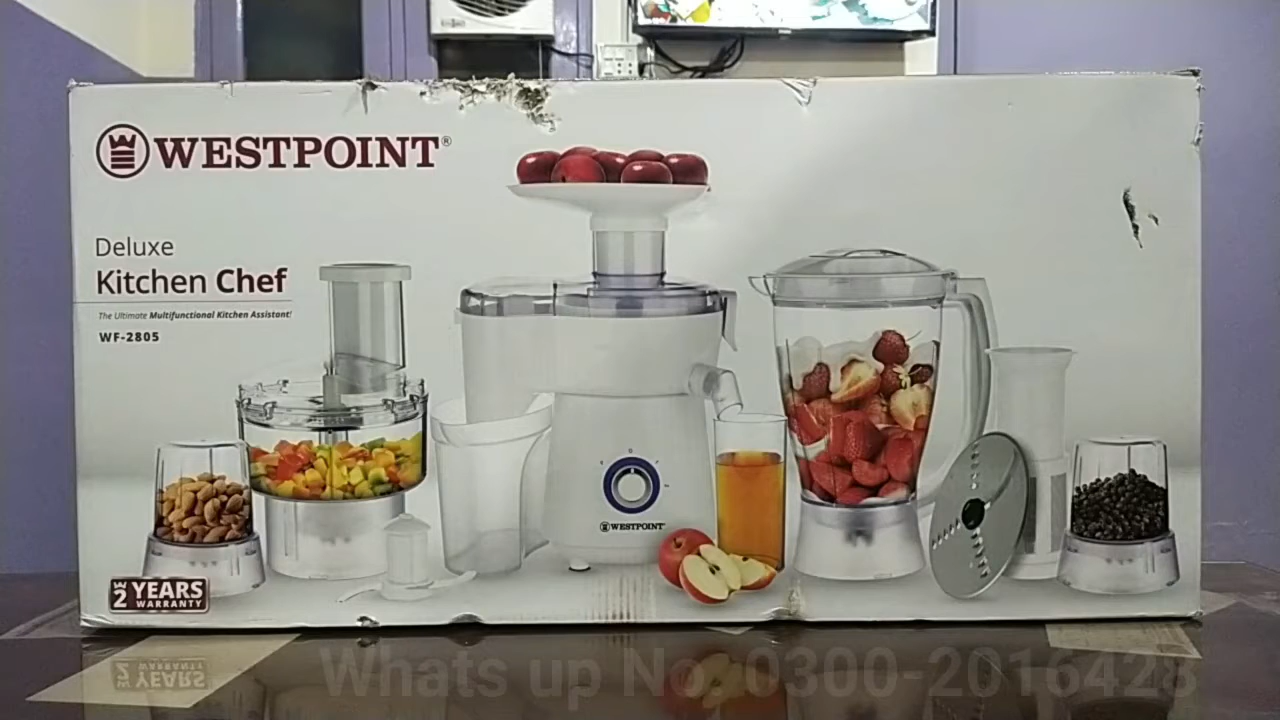 WESTPOINT®
Deluxe
Kitchen Chef
The Ultimate Multifunctional Kitchen Assistant!
WF-2805
WESTPOINT
2 YEARS
WARRANTY
Whats up No. 0300-2016428